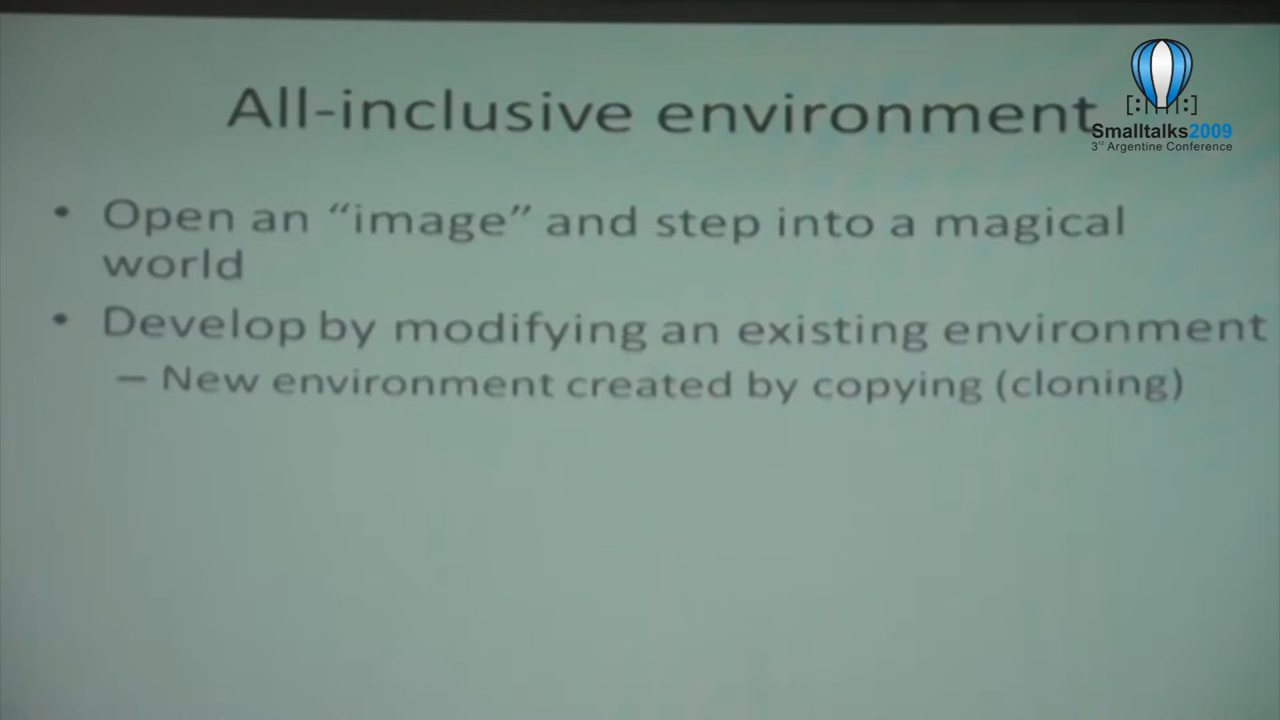 All-inclusive environment
[:|||:]
Smalltalks2009
3rd Argentine Conference
• Open an “image” and step into a magical
world
• Develop by modifying an existing environment
– New environment created by copying (cloning)